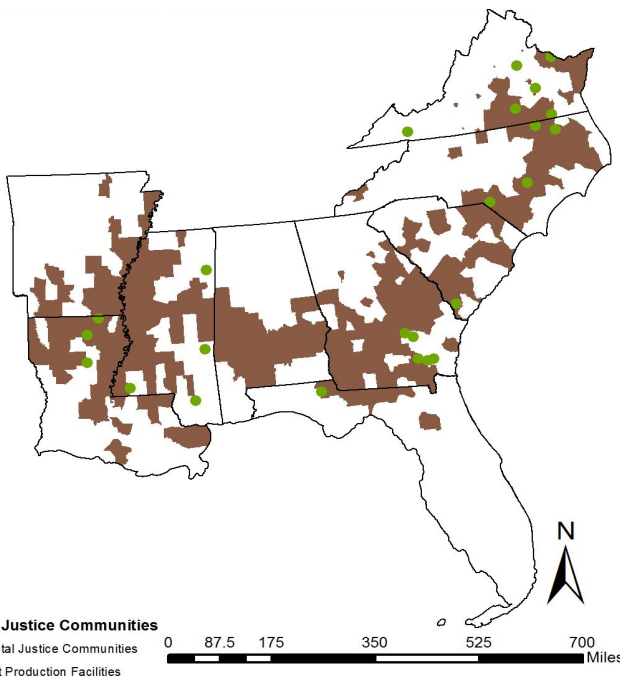 N
Justice Communities
tal Justice Communities
t Production Facilities
0 87.5 175 350 525 700
Miles